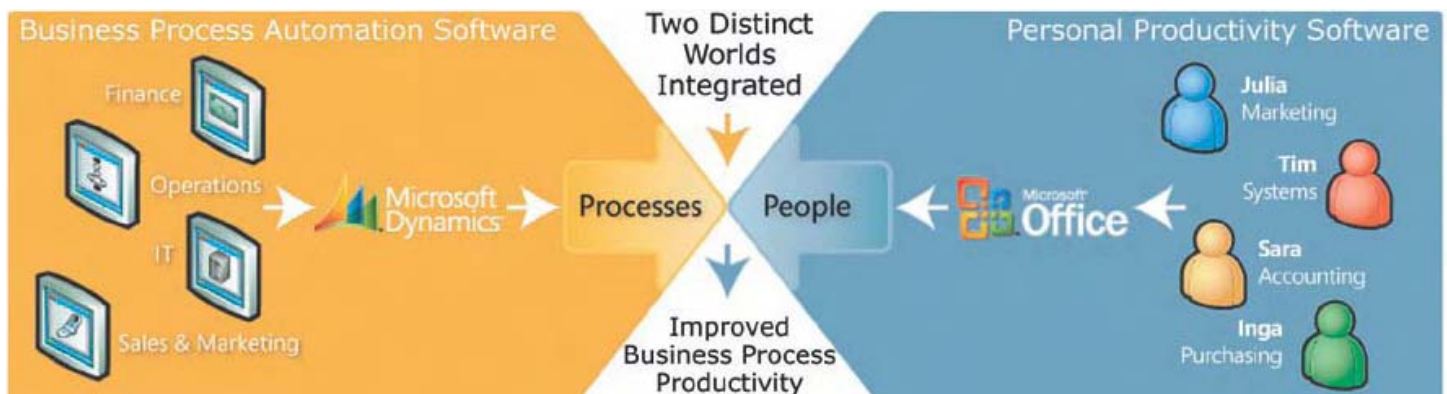 Business Process Automation Software
Finance
Operations
IT
Sales & Marketing
Microsoft
Dynamics
Processes
Two Distinct
Worlds
Integrated
Improved
Business Process
Productivity
People
Microsoft
Office
Personal Productivity Software
Julia
Marketing
Tim
Systems
Sara
Accounting
Inga
Purchasing